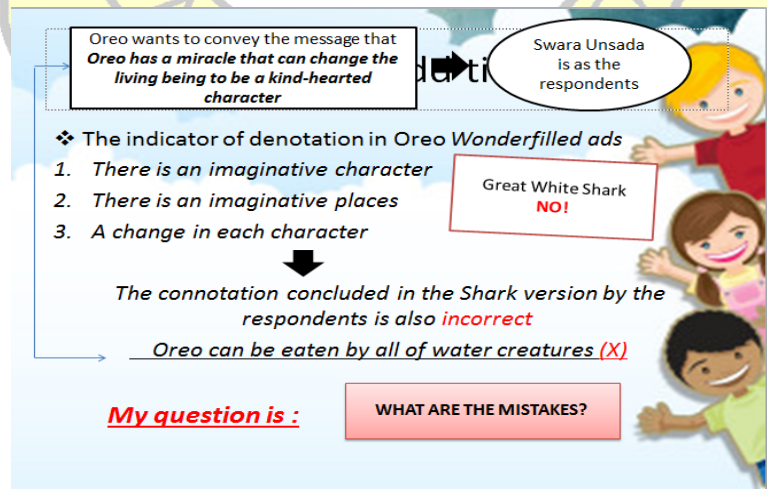 Oreo wants to convey the message that
Oreo has a miracle that can change the
living being to be a kind-hearted
character
Swara Unsada
is as the
respondents
❖ The indicator of denotation in Oreo Wonderfilled ads
1. There is an imaginative character
2. There is an imaginative places
3. A change in each character
Great White Shark
NO!
The connotation concluded in the Shark version by the
respondents is also incorrect
Oreo can be eaten by all of water creatures (X)
My question is :
WHAT ARE THE MISTAKES?